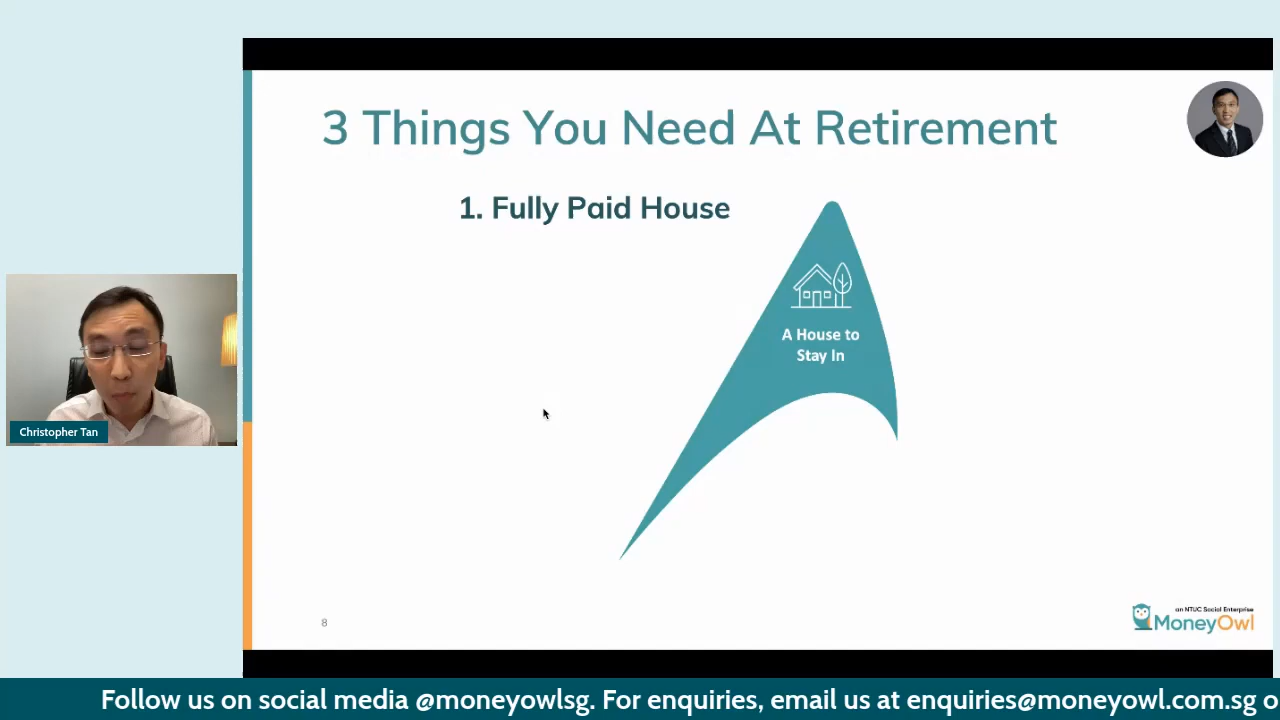 3 Things You Need At Retirement
1. Fully Paid House
A House to
Stay In
Christopher Tan
8
an NTUC Social Enterprise
MoneyOwl
Follow us on social media @moneyowlsg. For enquiries, email us at enquiries@moneyowl.com.sg o